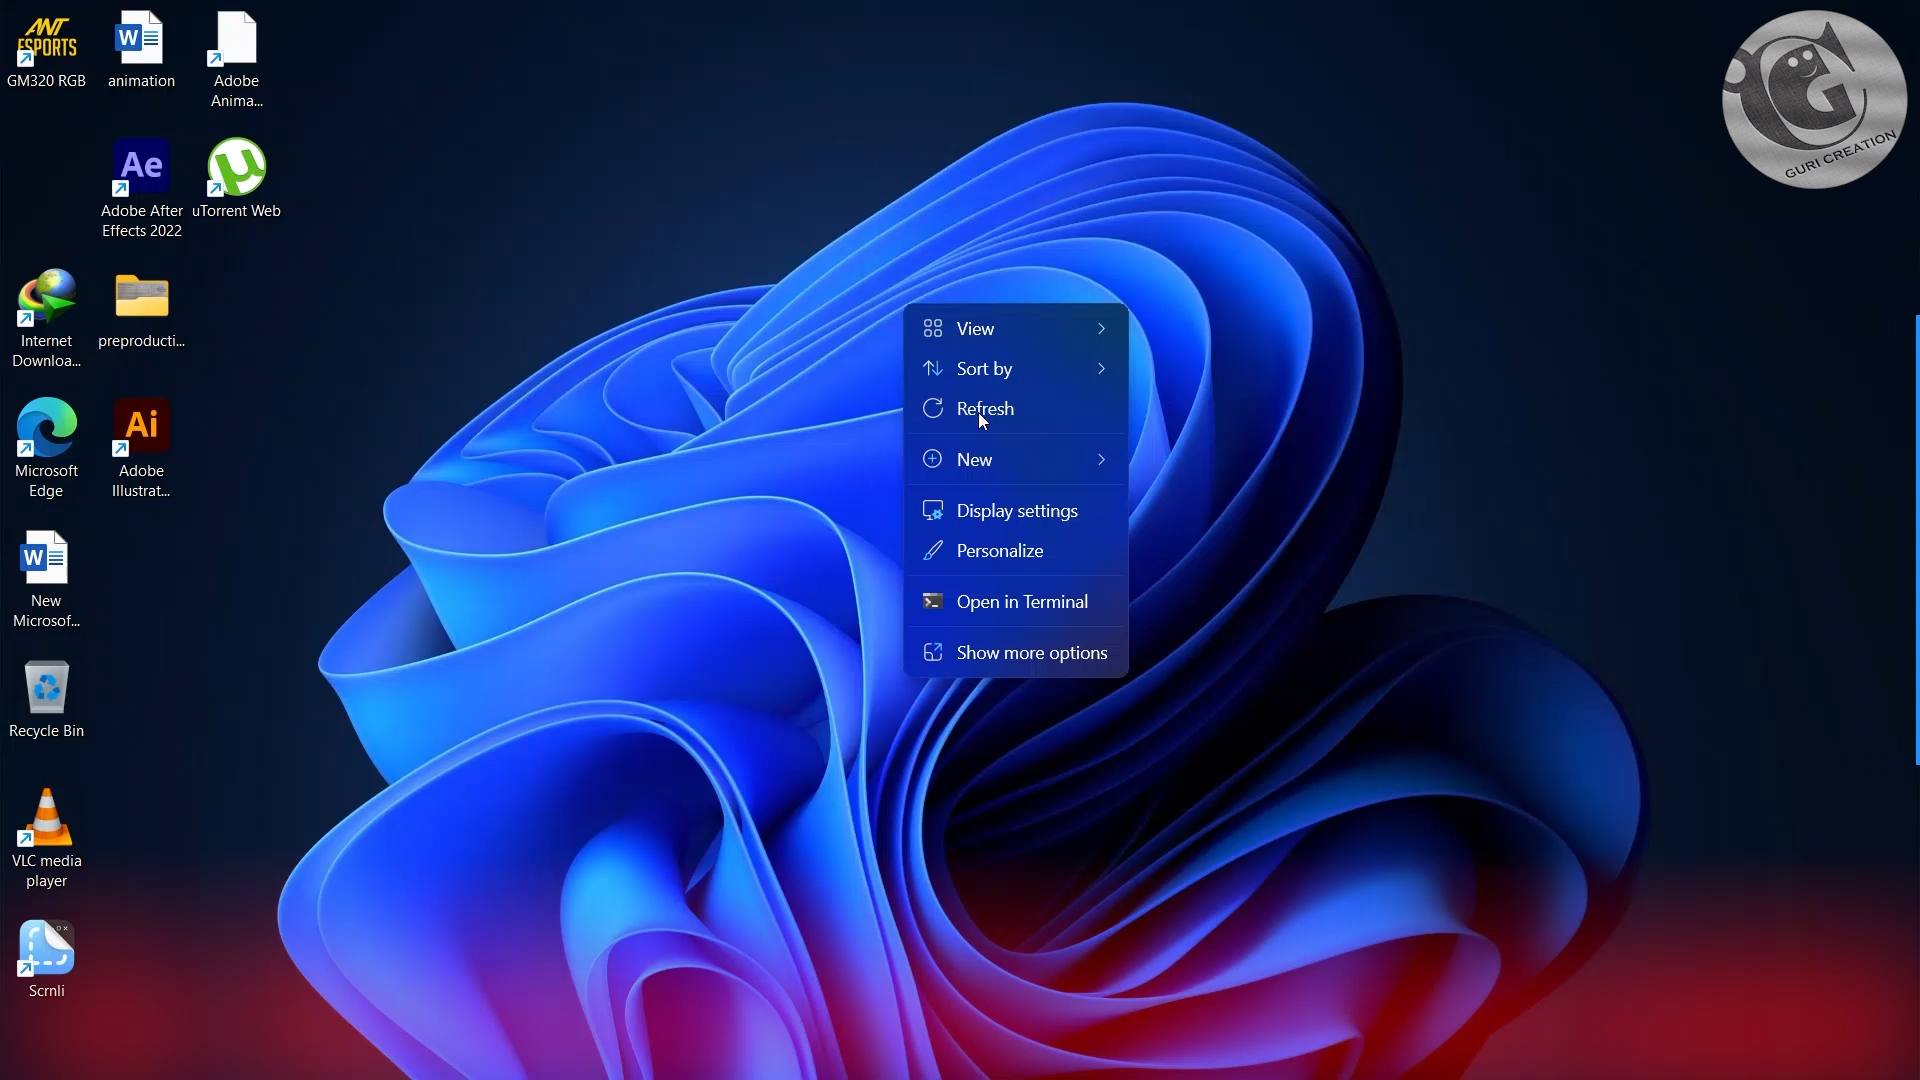 ANT
ESPORTS
GM320 RGB
W
animation
Adobe
Anima...
Ae
Adobe After
Effects 2022
µ
uTorrent Web
Internet
Downloa...
preproducti...
Microsoft
Edge
Ai
Adobe
Illustrat...
W
New
Microsof...
Recycle Bin
VLC media
player
Scrnli
View
Sort by
Refresh
New
Display settings
Personalize
Open in Terminal
Show more options
G
GURI CREATION